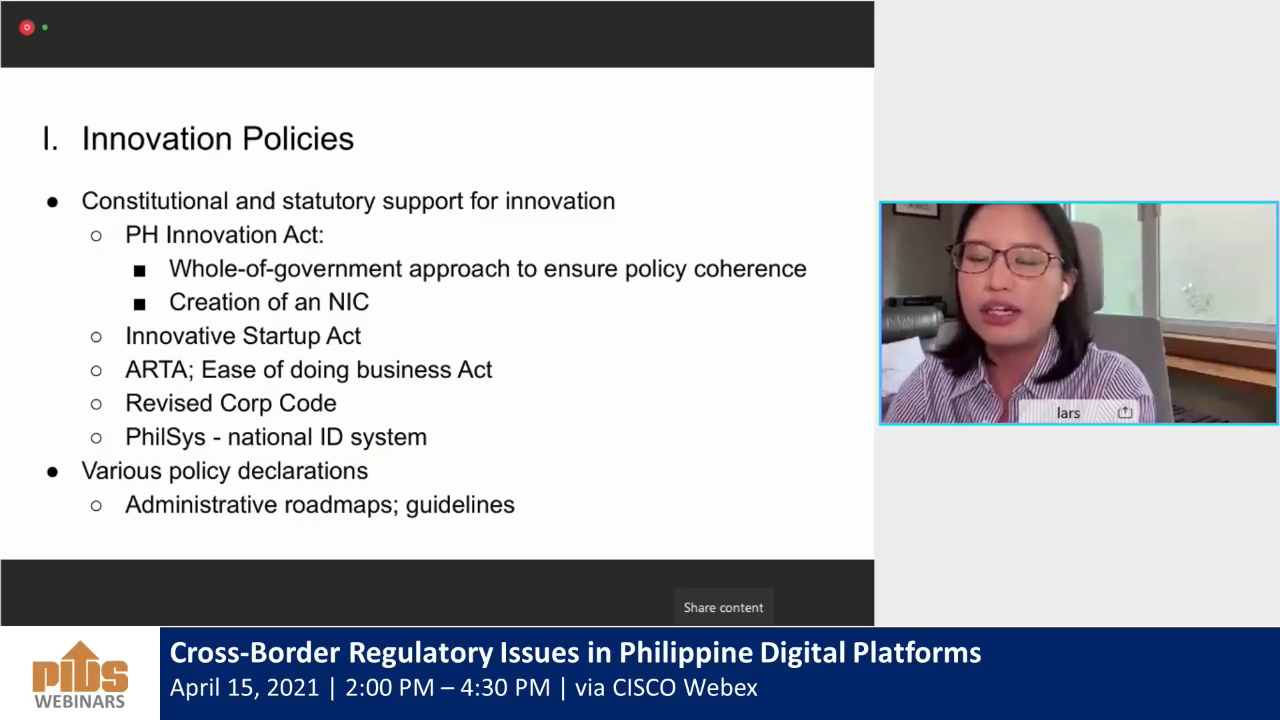 I. Innovation Policies
● Constitutional and statutory support for innovation
○ PH Innovation Act:
■ Whole-of-government approach to ensure policy coherence
■ Creation of an NIC
○ Innovative Startup Act
○ ARTA; Ease of doing business Act
○ Revised Corp Code
○ PhilSys - national ID system
● Various policy declarations
○ Administrative roadmaps; guidelines
lars
Share content
PIDS
WEBINARS
Cross-Border Regulatory Issues in Philippine Digital Platforms
April 15, 2021 | 2:00 PM – 4:30 PM | via CISCO Webex